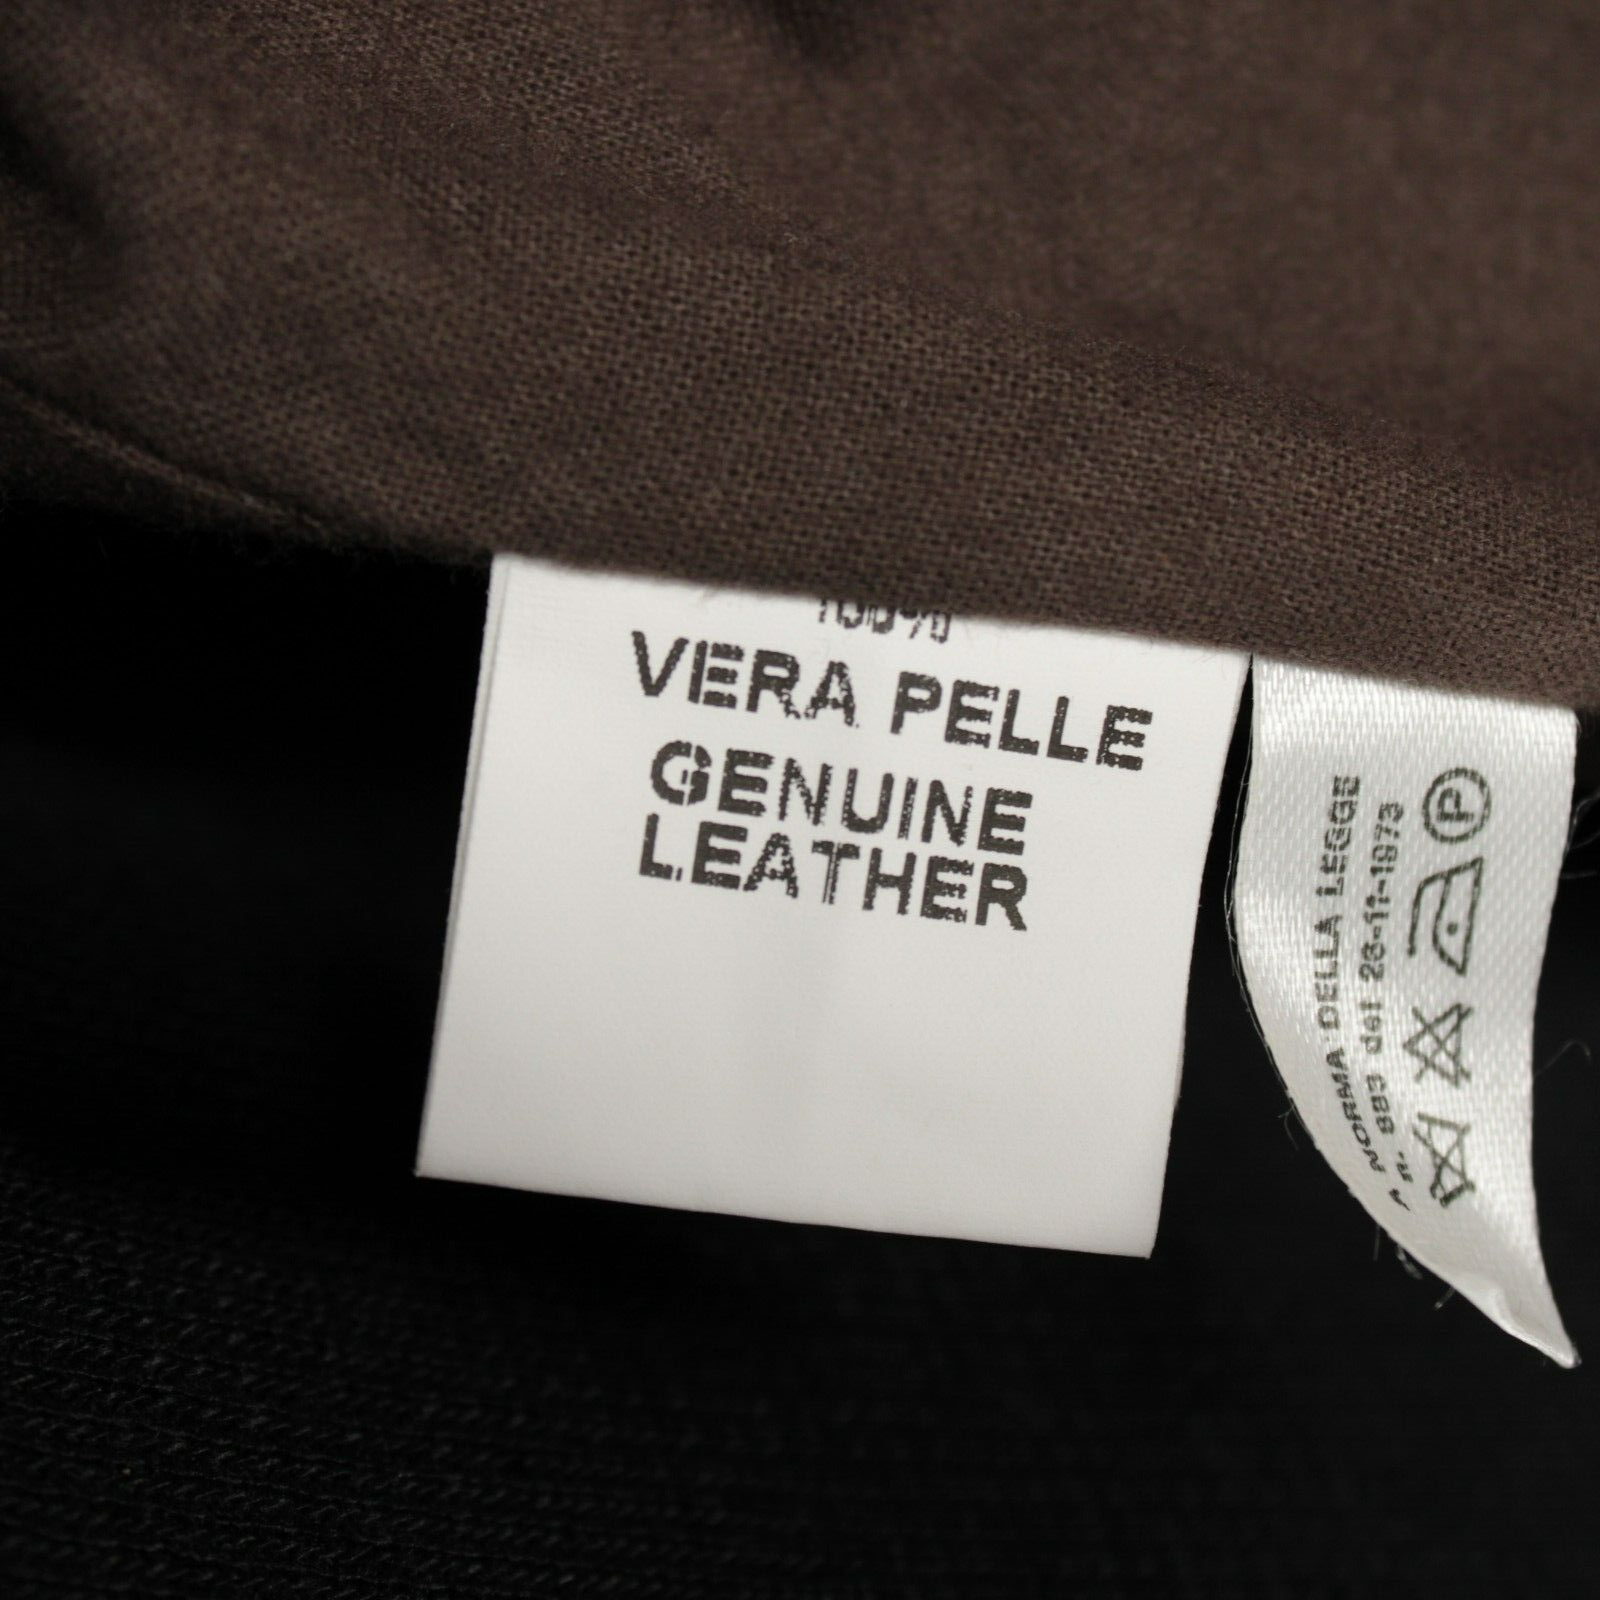 100%
VERA PELLE
GENUINE
LEATHER
A NORMA DELLA LEGGE
n. 883 del 26-11-1973
P